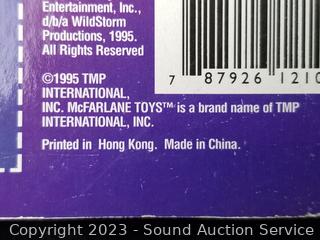 Entertainment, Inc.,
d/b/a WildStorm
Productions, 1995.
All Rights Reserved
7 87926 1210
©1995 TMP
INTERNATIONAL,
INC. McFARLANE TOYS™ is a brand name of TMP
INTERNATIONAL, INC.
Printed in Hong Kong. Made in China.
Copyright 2023 - Sound Auction Service